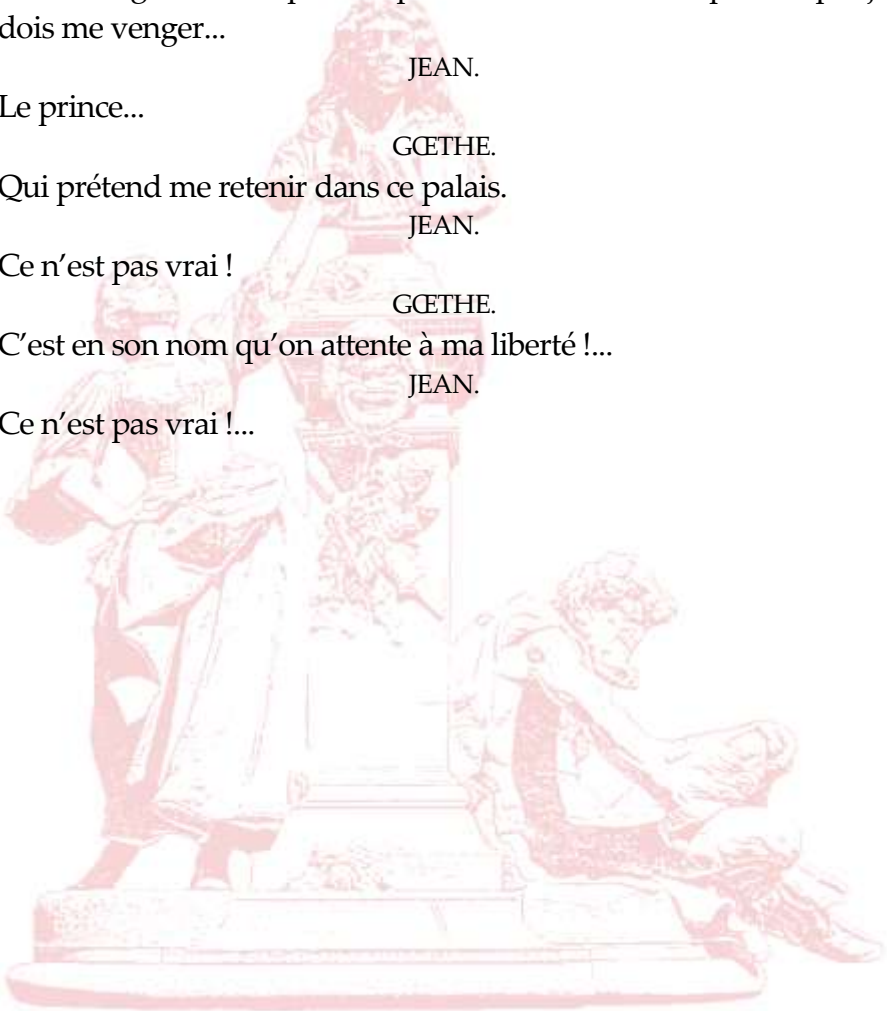 dois me venger...
JEAN.
Le prince...
GŒTHE.
Qui prétend me retenir dans ce palais.
JEAN.
Ce n’est pas vrai !
GŒTHE.
C’est en son nom qu’on attente à ma liberté !...
JEAN.
Ce n’est pas vrai !...